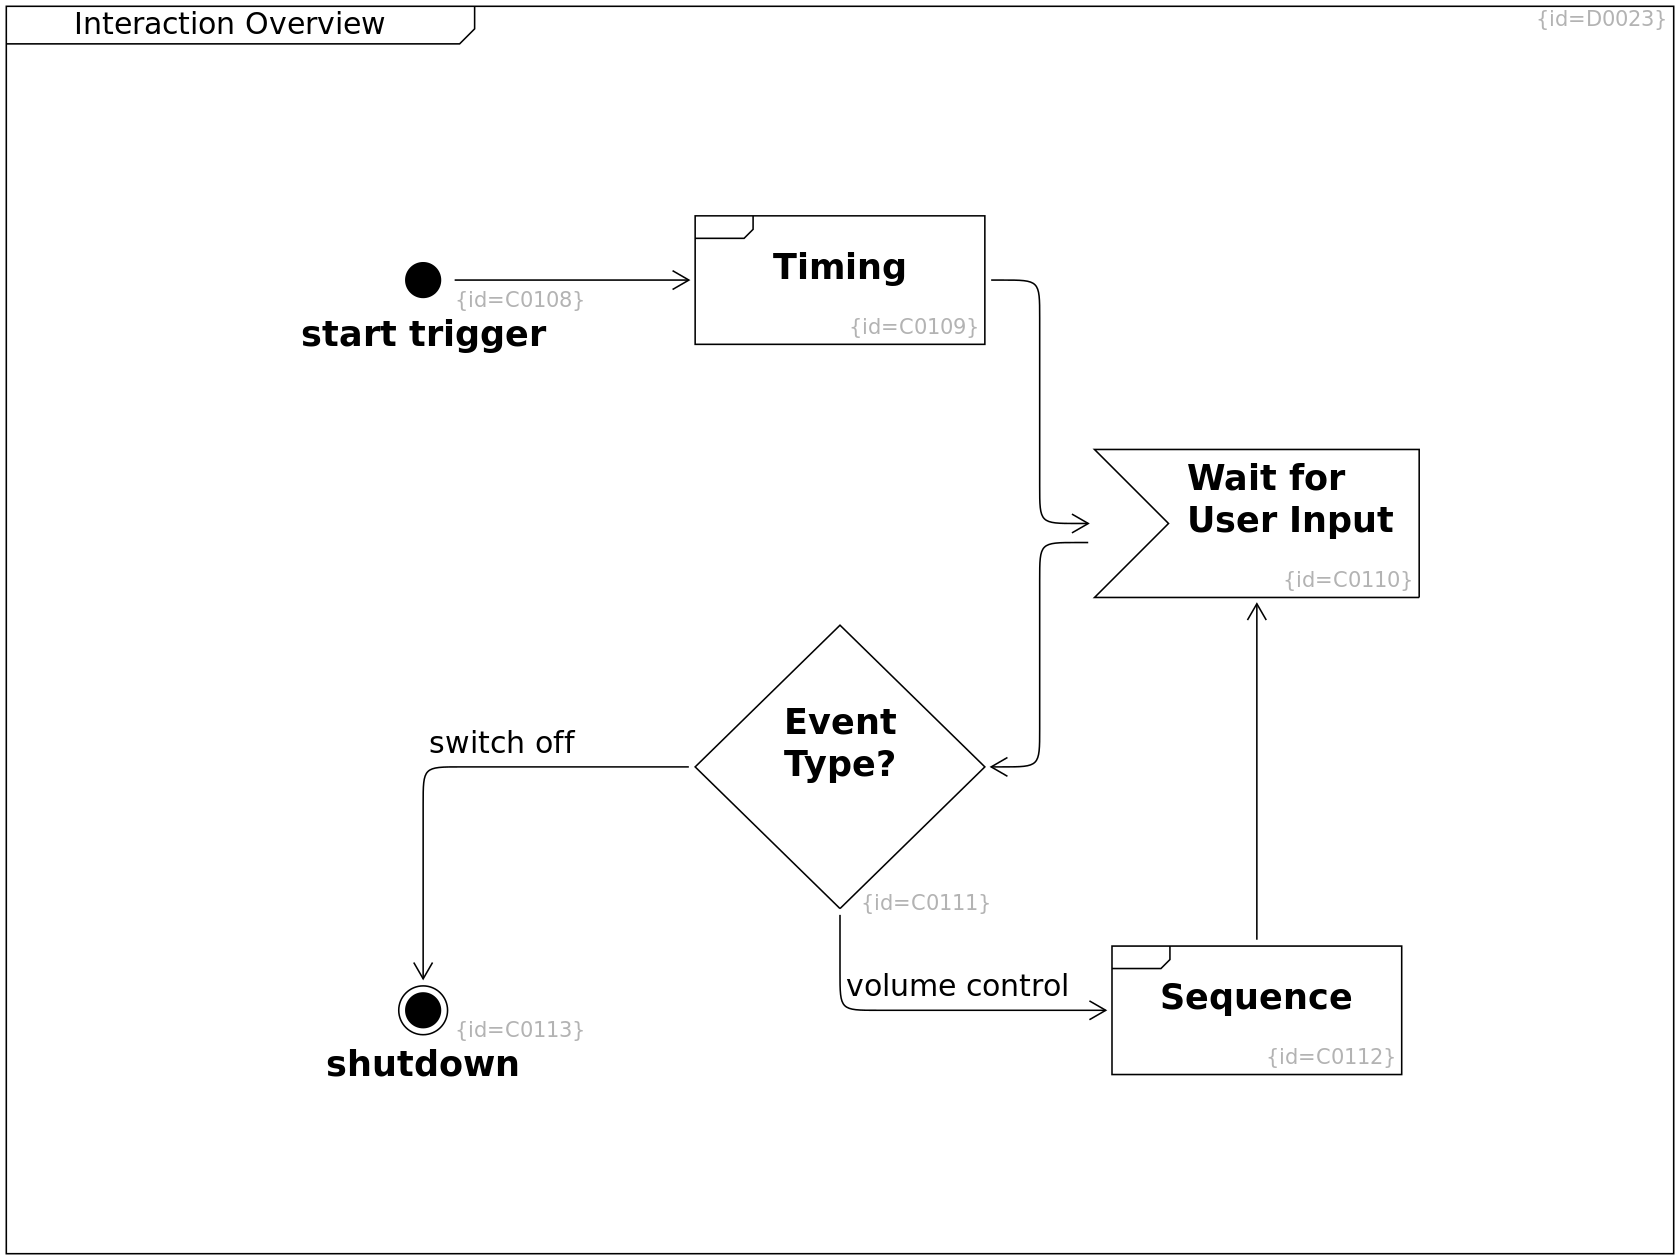 Interaction Overview
{id=D0023}
Timing
{id=C0108}
{id=C0109}
start trigger
Wait for
User Input
{id=C0110}
Event
Type?
switch off
{id=C0111}
volume control
Sequence
{id=C0113}
{id=C0112}
shutdown